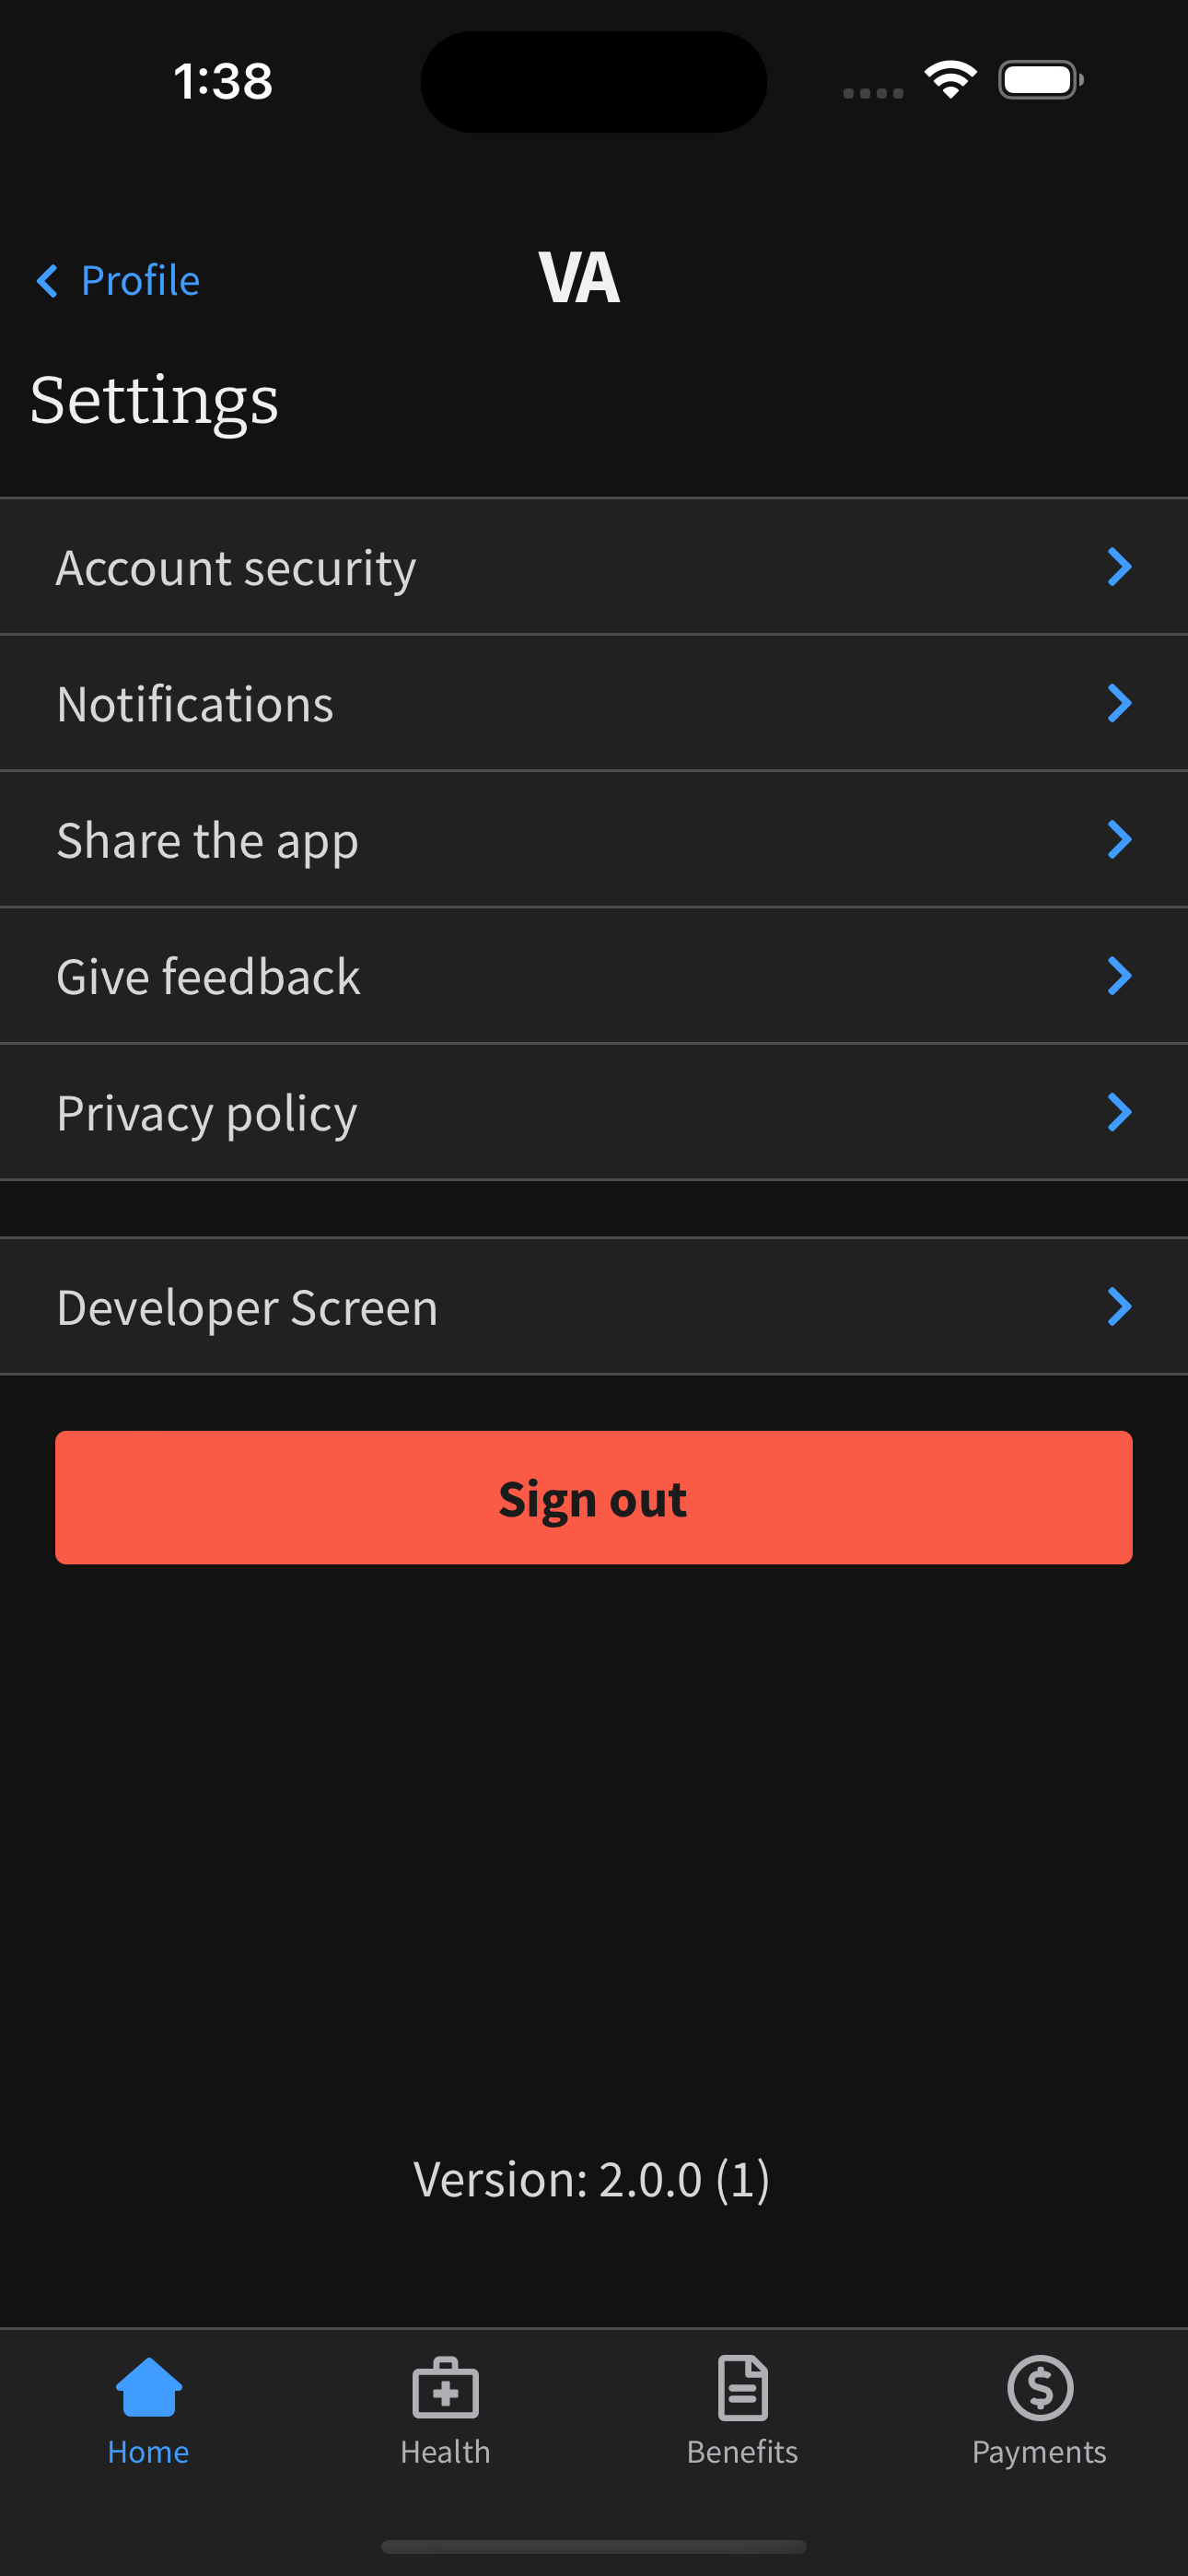 1:38
Profile
VA
Settings
Account security
Notifications
Share the app
Give feedback
Privacy policy
Developer Screen
Sign out
Version: 2.0.0 (1)
Home
Health
Benefits
Payments